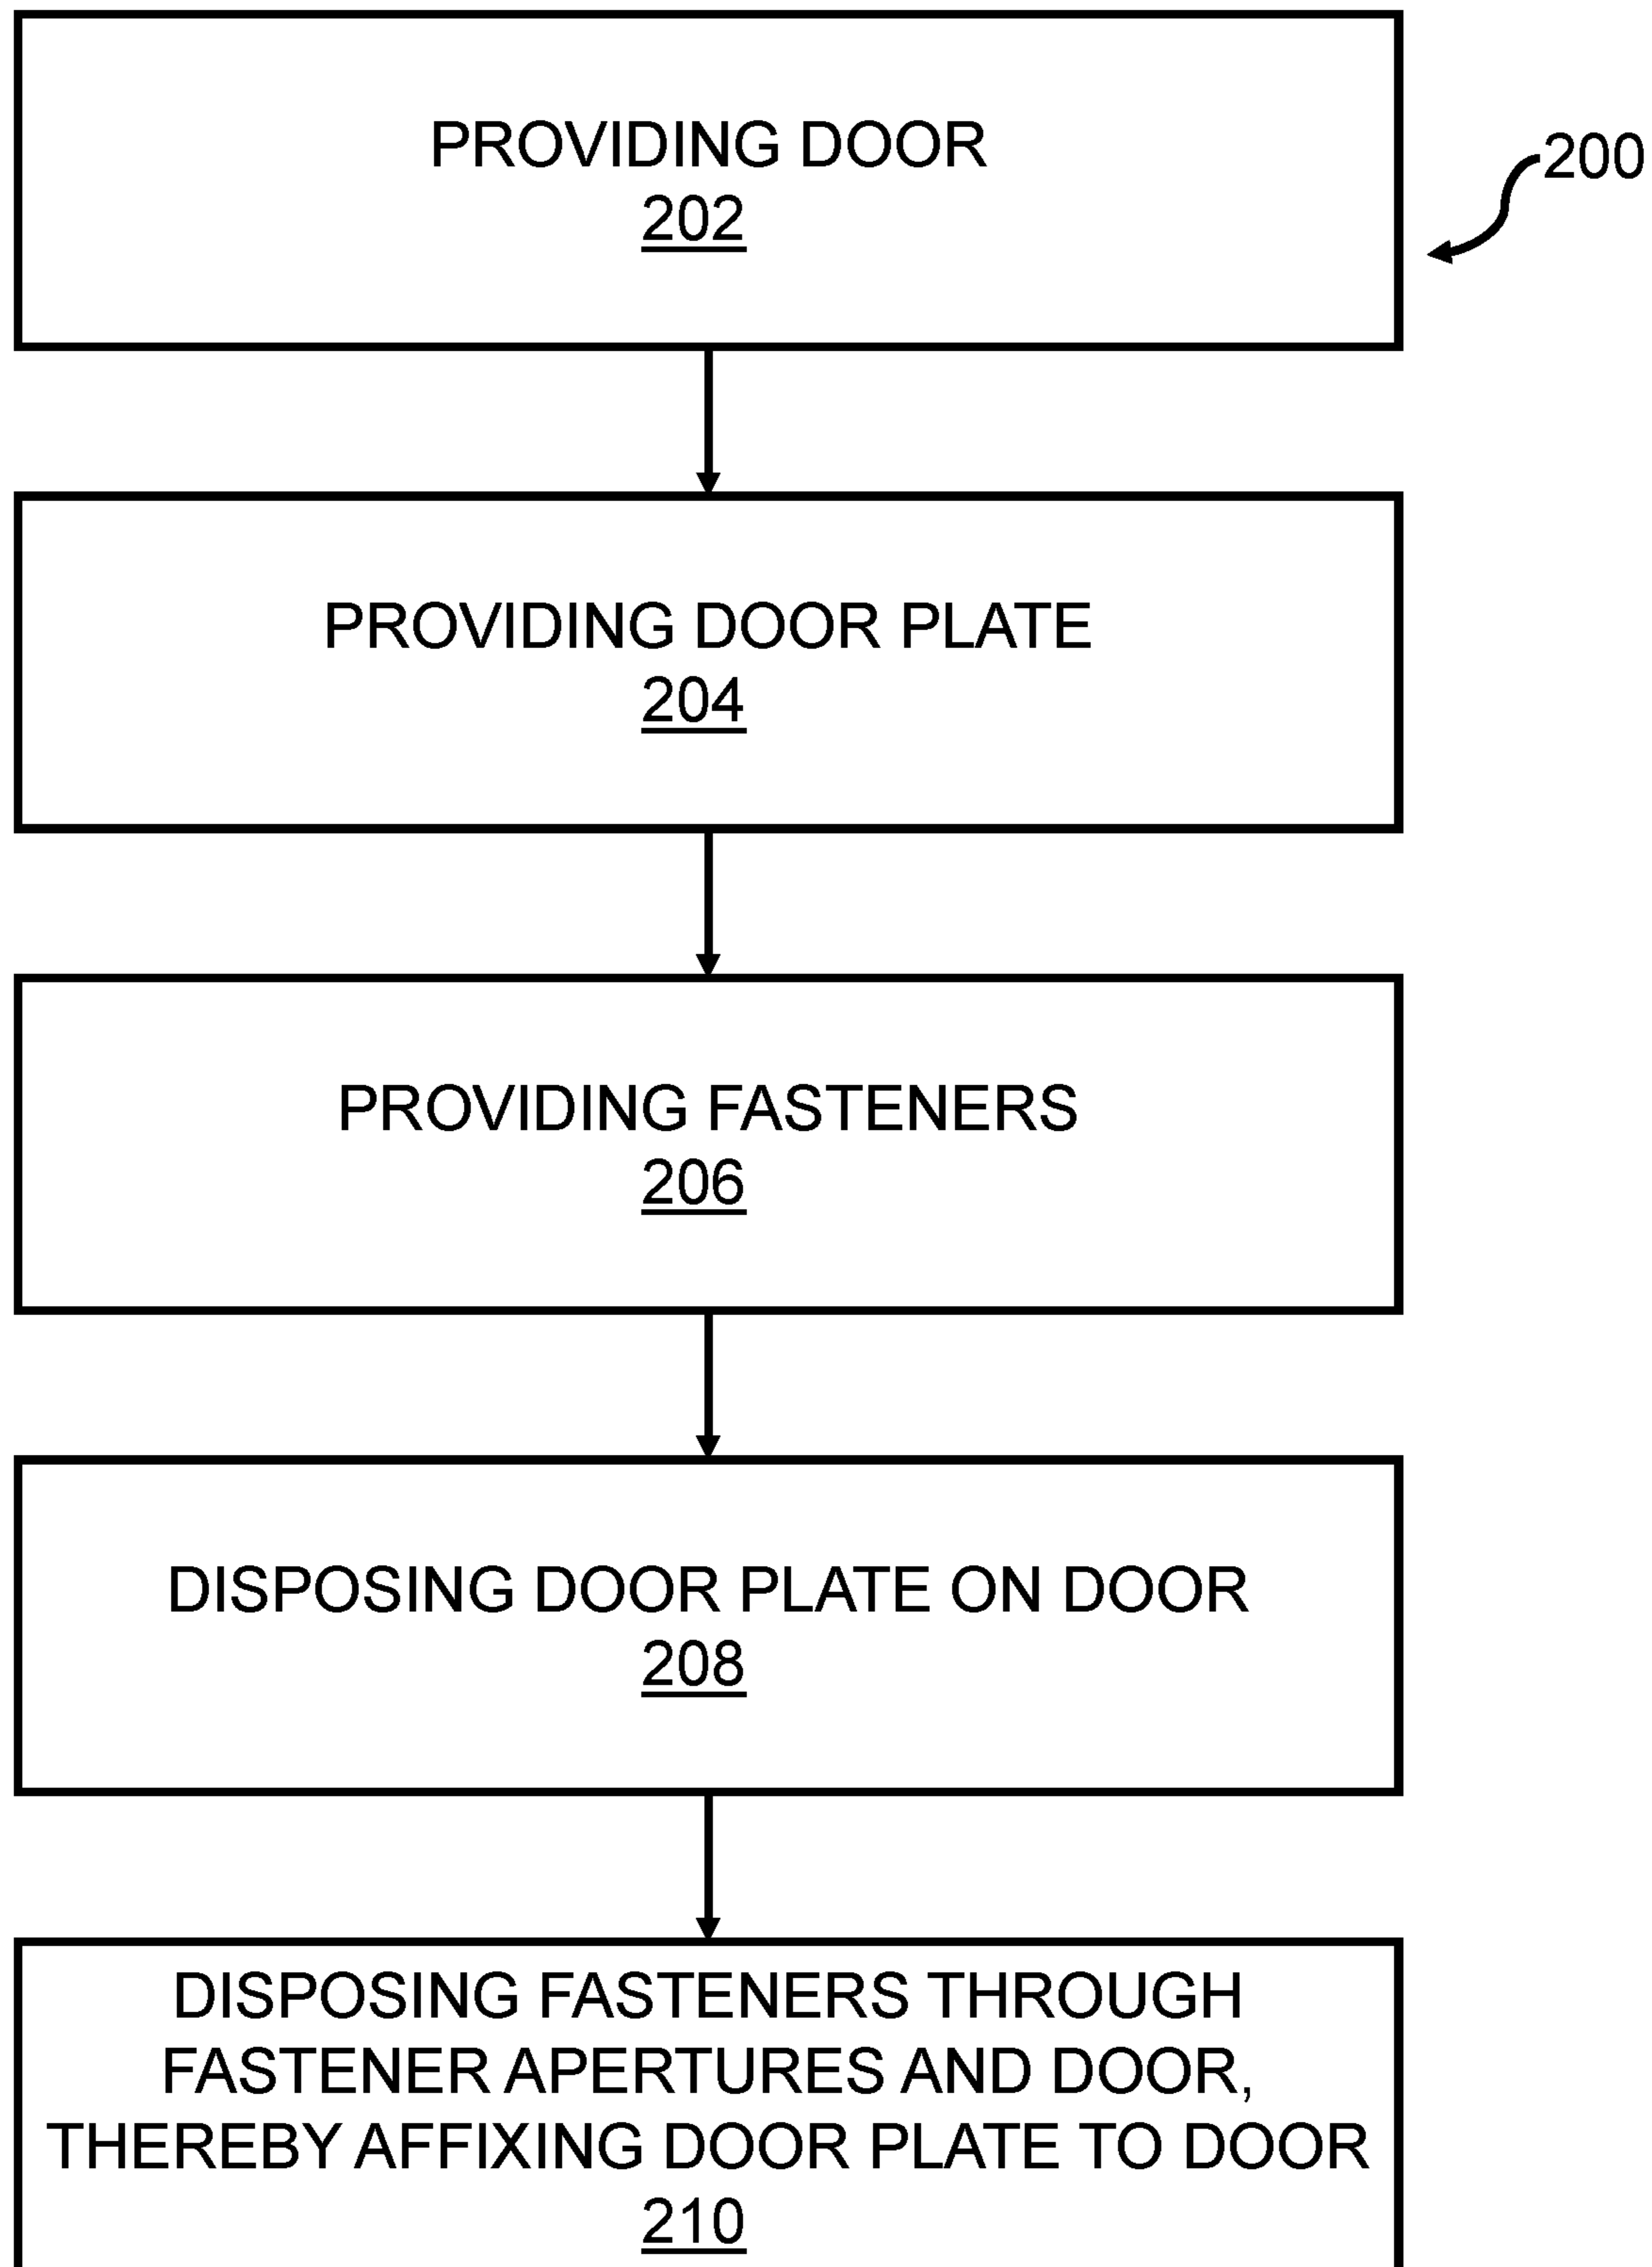 PROVIDING DOOR
202
200
PROVIDING DOOR PLATE
204
PROVIDING FASTENERS
206
DISPOSING DOOR PLATE ON DOOR
208
DISPOSING FASTENERS THROUGH
FASTENER APERTURES AND DOOR,
THEREBY AFFIXING DOOR PLATE TO DOOR
210